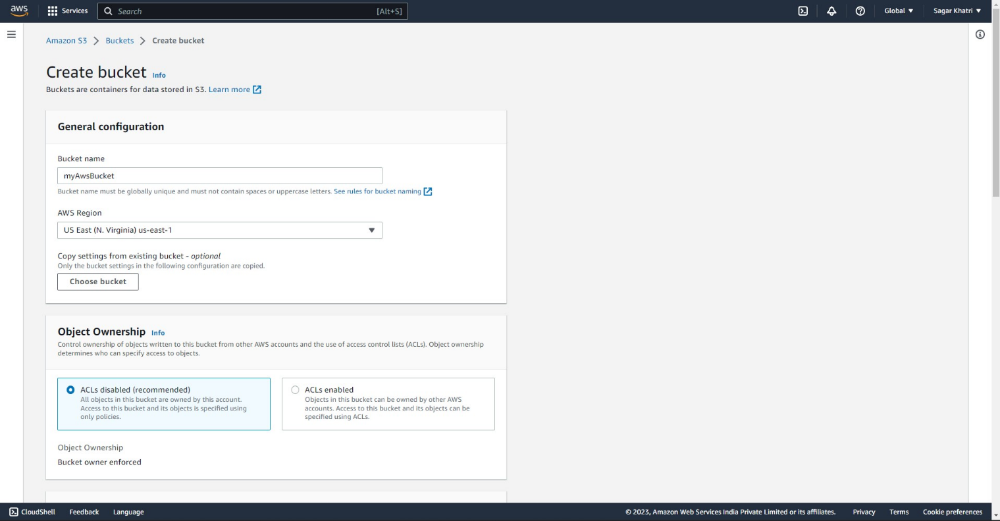 aws
Services
Search [Alt+S]
Global
Sagar Khatri
Amazon S3 Buckets Create bucket
Create bucket Info
Buckets are containers for data stored in S3. Learn more
General configuration
Bucket name
myAwsBucket
Bucket name must be globally unique and must not contain spaces or uppercase letters. See rules for bucket naming
AWS Region
US East (N. Virginia) us-east-1
Copy settings from existing bucket - optional
Only the bucket settings in the following configuration are copied.
Choose bucket
Object Ownership Info
Control ownership of objects written to this bucket from other AWS accounts and the use of access control lists (ACLs). Object ownership
determines who can specify access to objects.
ACLs disabled (recommended)
All objects in this bucket are owned by this account.
Access to this bucket and its objects is specified using
only policies.
ACLs enabled
Objects in this bucket can be owned by other AWS
accounts. Access to this bucket and its objects can be
specified using ACLs.
Object Ownership
Bucket owner enforced
CloudShell Feedback Language
© 2023, Amazon Web Services India Private Limited or its affiliates. Privacy Terms Cookie preferences